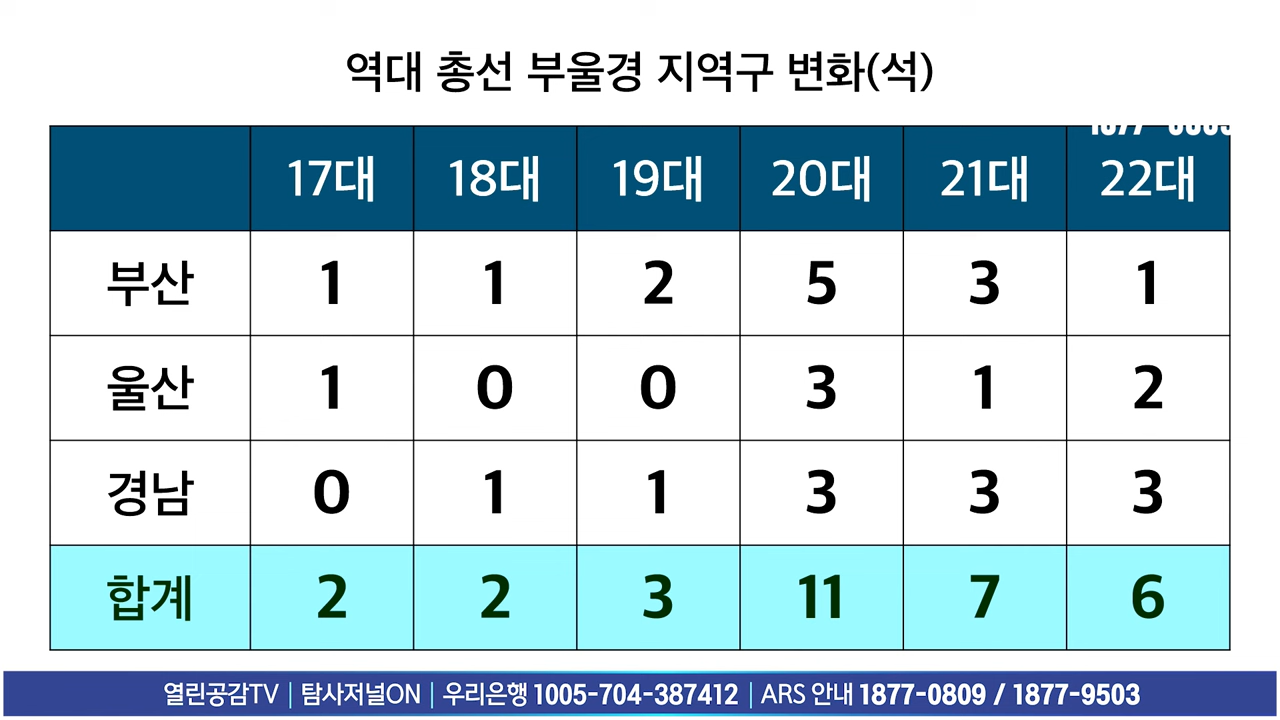 역대 총선 부울경 지역구 변화(석)
17대 18대 19대 20대 21대 22대
부산 1 1 2 5 3 1
울산 1 0 0 3 1 2
경남 0 1 1 3 3 3
합계 2 2 3 11 7 6
열린공감TV | 탐사저널ON | 우리은행 1005-704-387412 | ARS 안내 1877-0809 / 1877-9503